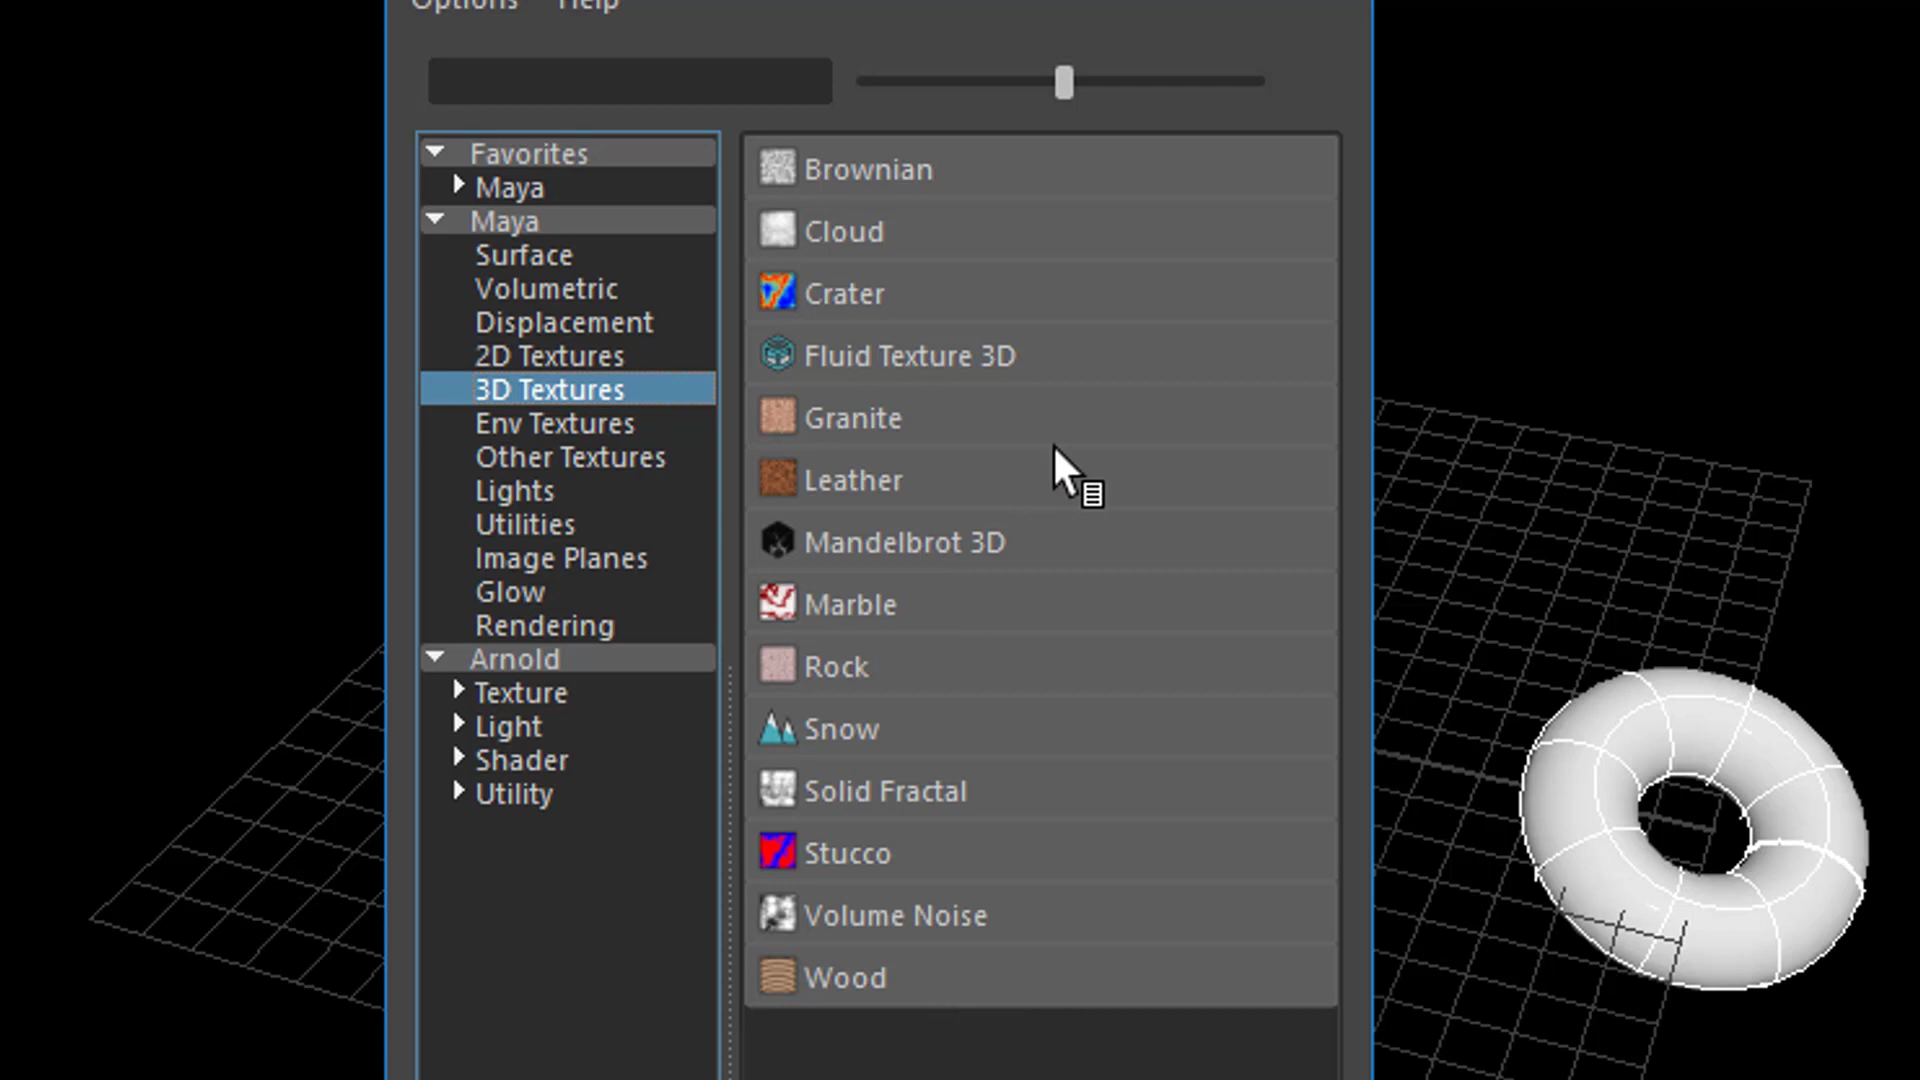 Options Help
Favorites
Maya
Maya
Surface
Volumetric
Displacement
2D Textures
3D Textures
Env Textures
Other Textures
Lights
Utilities
Image Planes
Glow
Rendering
Arnold
Texture
Light
Shader
Utility
Brownian
Cloud
Crater
Fluid Texture 3D
Granite
Leather
Mandelbrot 3D
Marble
Rock
Snow
Solid Fractal
Stucco
Volume Noise
Wood